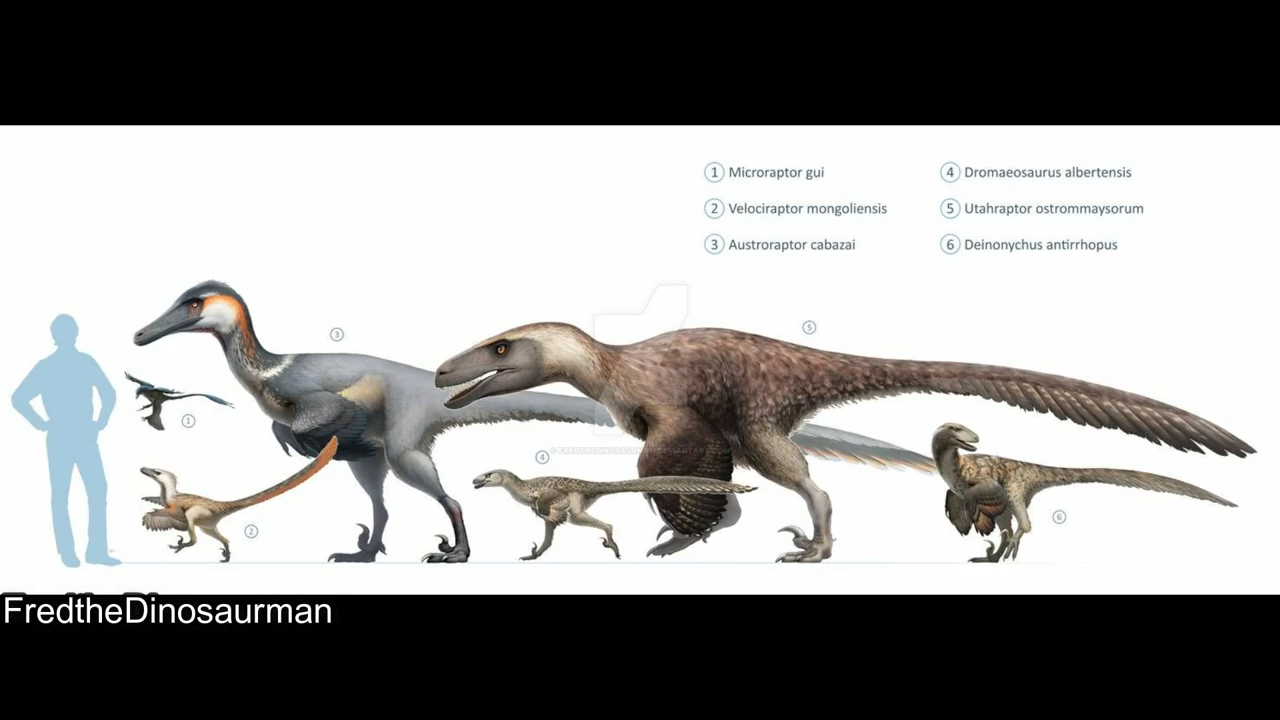 1 Microraptor gui
2 Velociraptor mongoliensis
3 Austroraptor cabazai
4 Dromaeosaurus albertensis
5 Utahraptor ostrommaysorum
6 Deinonychus antirrhopus
3
5
1
4
2
6
FredtheDinosaurman